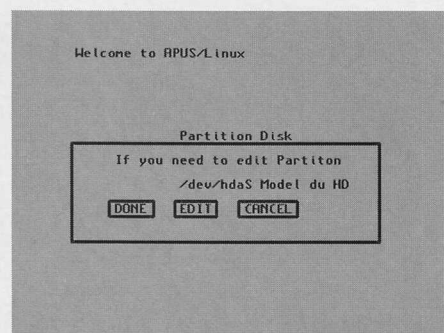 Welcome to APUS/Linux
Partition Disk
If you need to edit Partiton
/dev/hdaS Model du HD
DONE EDIT CANCEL